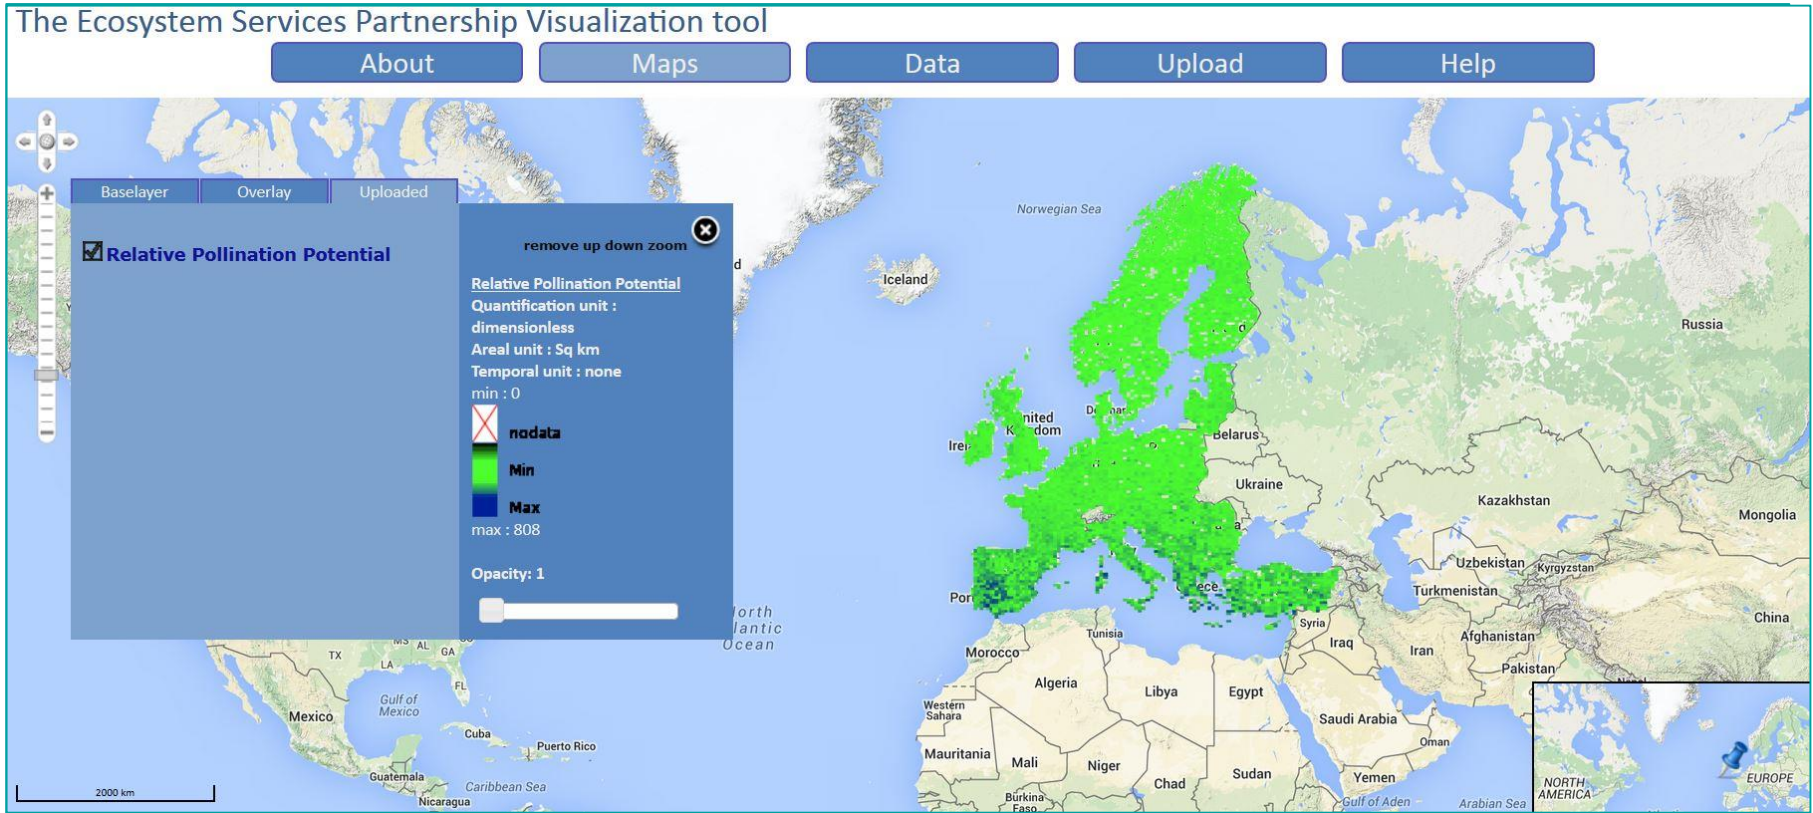 The Ecosystem Services Partnership Visualization tool
About Maps Data Upload Help
Baselayer Overlay Uploaded
Relative Pollination Potential
remove up down zoom
Relative Pollination Potential
Quantification unit :
dimensionless
Areal unit : Sq km
Temporal unit : none
min : 0
nodata
Min
Max
max : 808
Opacity: 1
Norwegian Sea
Iceland
Russia
Belarus
Ukraine
Kazakhstan
Mongolia
Uzbekistan
Kyrgyzstan
Turkmenistan
China
Syria
Tunisia
Iraq
Iran
Afghanistan
Morocco
Pakistan
Algeria
Libya
Egypt
Western
Sahara
Saudi Arabia
Oman
Mauritania
Mali
Niger
Chad
Sudan
Yemen
Burkina
Faso
Gulf of Aden
Arabian Sea
Ocean
MS AL GA
TX
LA
FL
Gulf of
Mexico
Mexico
Cuba
Puerto Rico
Guatemala
Caribbean Sea
Nicaragua
2000 km
NORTH
AMERICA
EUROPE